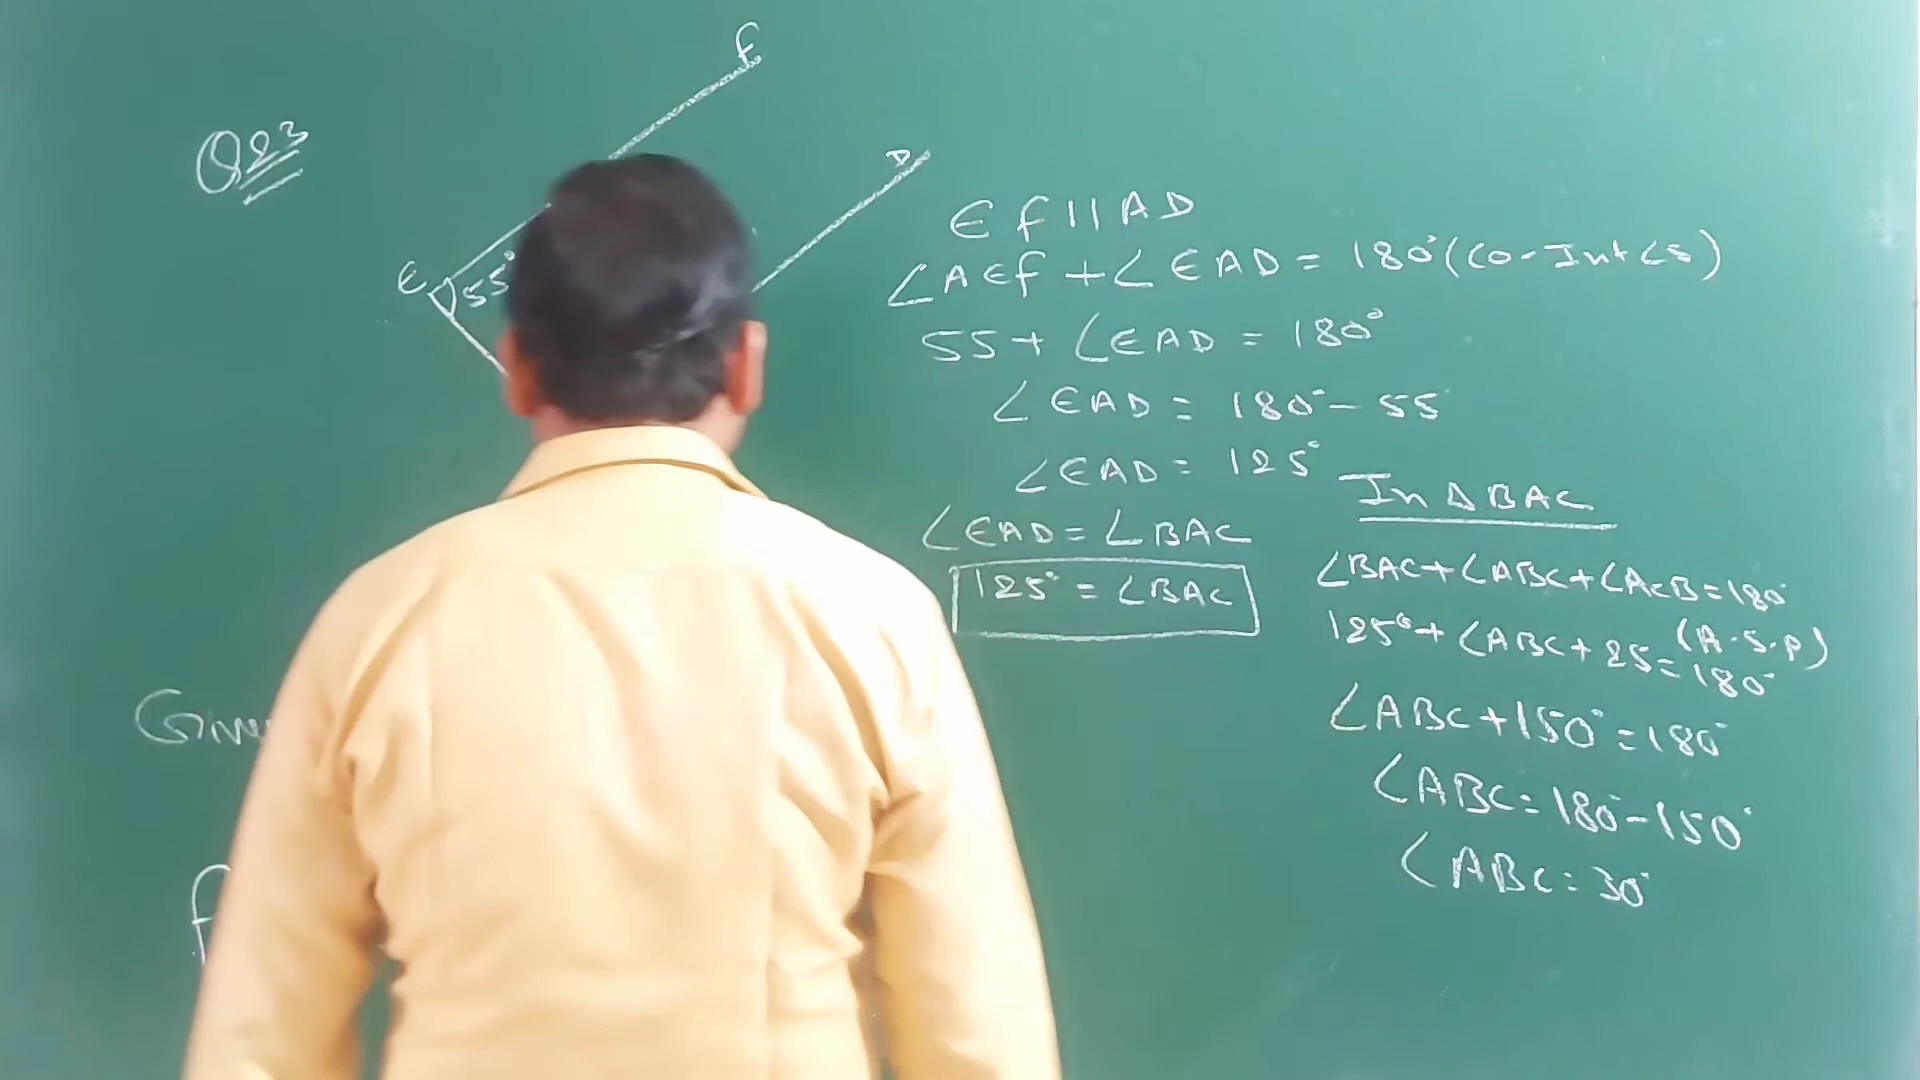 Q23
F
D
E
55°
EF||AD
∠AEF+∠EAD=180°(co-Int∠s)
55+∠EAD=180°
∠EAD=180°-55
∠EAD=125°
∠EAD=∠BAC
125°=∠BAC
In ΔBAC
∠BAC+∠ABC+∠ACB=180°
(A.S.P)
125°+∠ABC+25=180°
∠ABC+150°=180°
∠ABC=180°-150°
∠ABC=30°